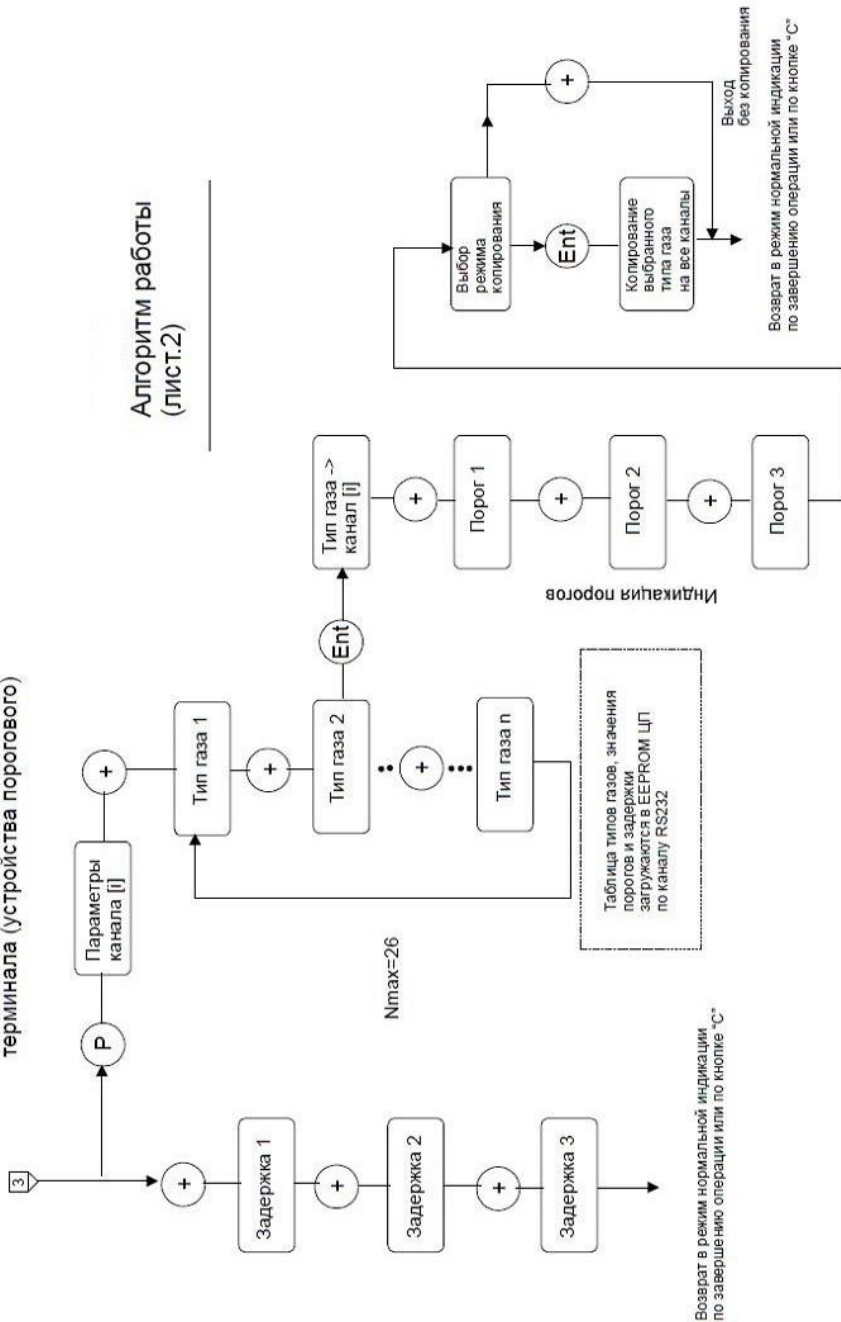 терминала (устройства порогового)
Алгоритм работы
(лист.2)
3
P
Параметры
канала [i]
+
+
Задержка 1
+
Задержка 2
+
Задержка 3
Возврат в режим нормальной индикации
по завершению операции или по кнопке “C”
Nmax=26
Тип газа 1
+
Тип газа 2
+
Тип газа n
Ent
Таблица типов газов, значения
порогов и задержки
загружаются в EEPROM ЦП
по каналу RS232
Тип газа ->
канал [i]
+
Порог 1
+
Порог 2
+
Порог 3
Индикация порогов
Выбор
режима
копирования
+
Ent
Копирование
выбранного
типа газа
на все каналы
Выход
без копирования
Возврат в режим нормальной индикации
по завершению операции или по кнопке “C”